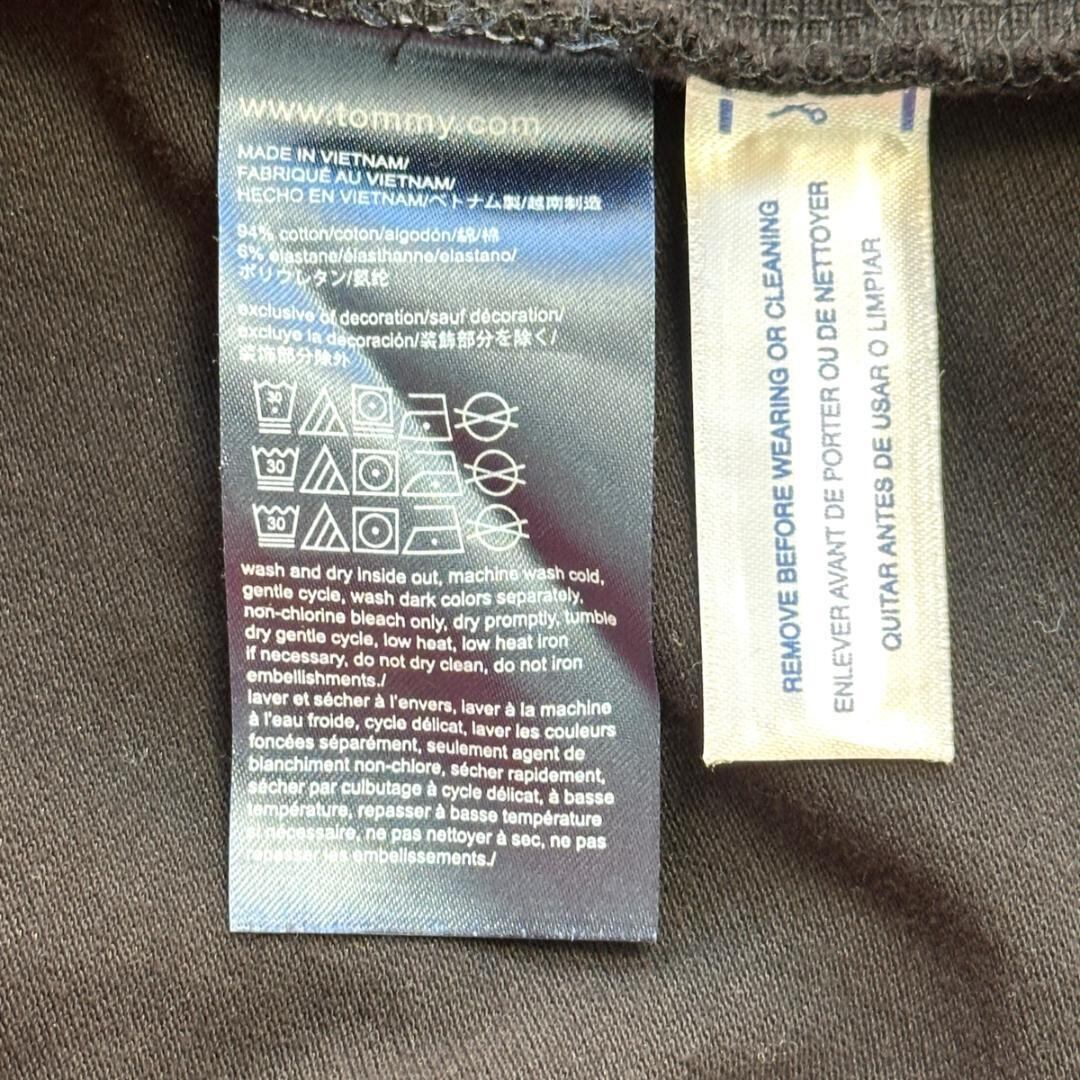 www.tommy.com
MADE IN VIETNAM/
FABRIQUÉ AU VIETNAM/
HECHO EN VIETNAM/ベトナム製/越南制造
94% cotton/coton/algodón/綿/棉
6% elastane/élasthanne/elastano/
ポリウレタン/氨纶
exclusive of decoration/sauf décoration/
excluye la decoración/装飾部分を除く/
装饰部分除外
30
30
30
wash and dry inside out, machine wash cold,
gentle cycle, wash dark colors separately,
non-chlorine bleach only, dry promptly, tumble
dry gentle cycle, low heat, low heat iron
if necessary, do not dry clean, do not iron
embellishments./
laver et sécher à l'envers, laver à la machine
à l'eau froide, cycle délicat, laver les couleurs
foncées séparément, seulement agent de
blanchiment non-chlore, sécher rapidement,
sécher par culbutage à cycle délicat, à basse
température, repasser à basse température
si nécessaire, ne pas nettoyer à sec, ne pas
repasser les embellissements./
REMOVE BEFORE WEARING OR CLEANING
ENLEVER AVANT DE PORTER OU DE NETTOYER
QUITAR ANTES DE USAR O LIMPIAR